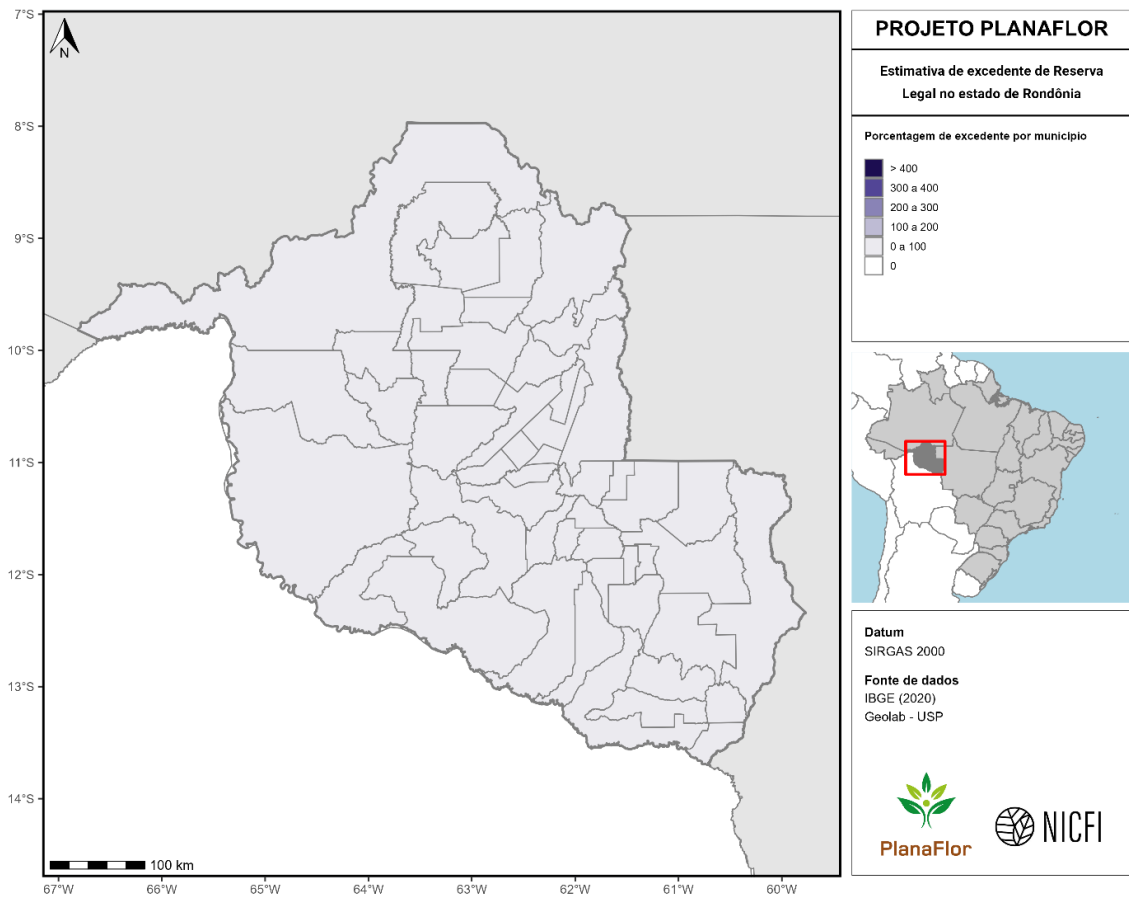 PROJETO PLANAFLOR
Estimativa de excedente de Reserva
Legal no estado de Rondônia
Porcentagem de excedente por município
> 400
300 a 400
200 a 300
100 a 200
0 a 100
0
7°S
8°S
9°S
10°S
11°S
12°S
13°S
14°S
N
100 km
67°W
66°W
65°W
64°W
63°W
62°W
61°W
60°W
Datum
SIRGAS 2000
Fonte de dados
IBGE (2020)
Geolab - USP
PlanaFlor
NICFI